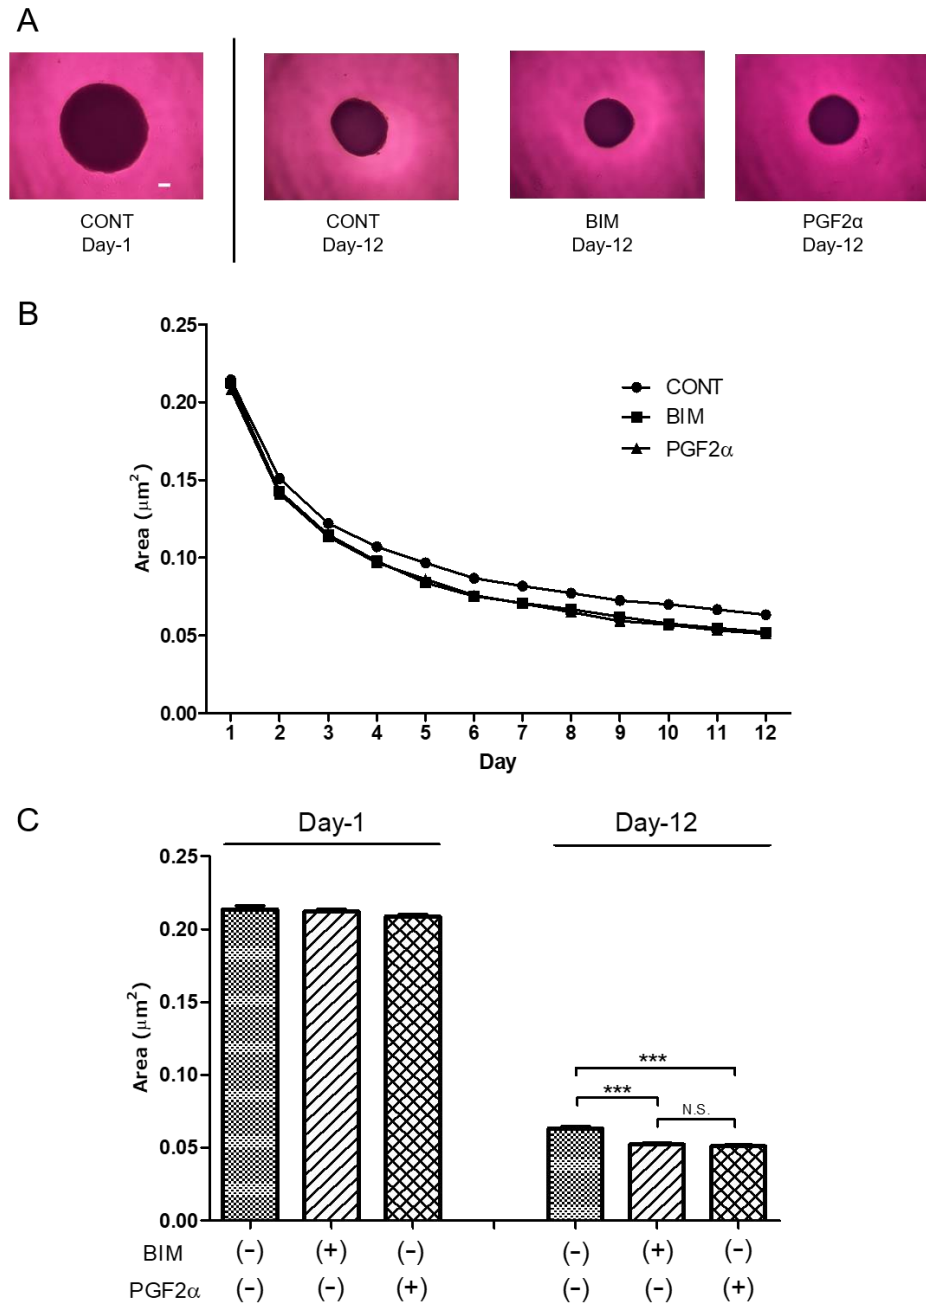 A
CONT
Day-1
CONT
Day-12
BIM
Day-12
PGF2α
Day-12
B
0.25
0.20
0.15
0.10
0.05
0.00
Area (μm²)
CONT
BIM
PGF2α
1 2 3 4 5 6 7 8 9 10 11 12
Day
C
Day-1 Day-12
0.25
0.20
0.15
0.10
0.05
0.00
Area (μm²)
***
***
N.S.
BIM (-) (+) (-) (-) (+) (-)
PGF2α (-) (-) (+) (-) (-) (+)